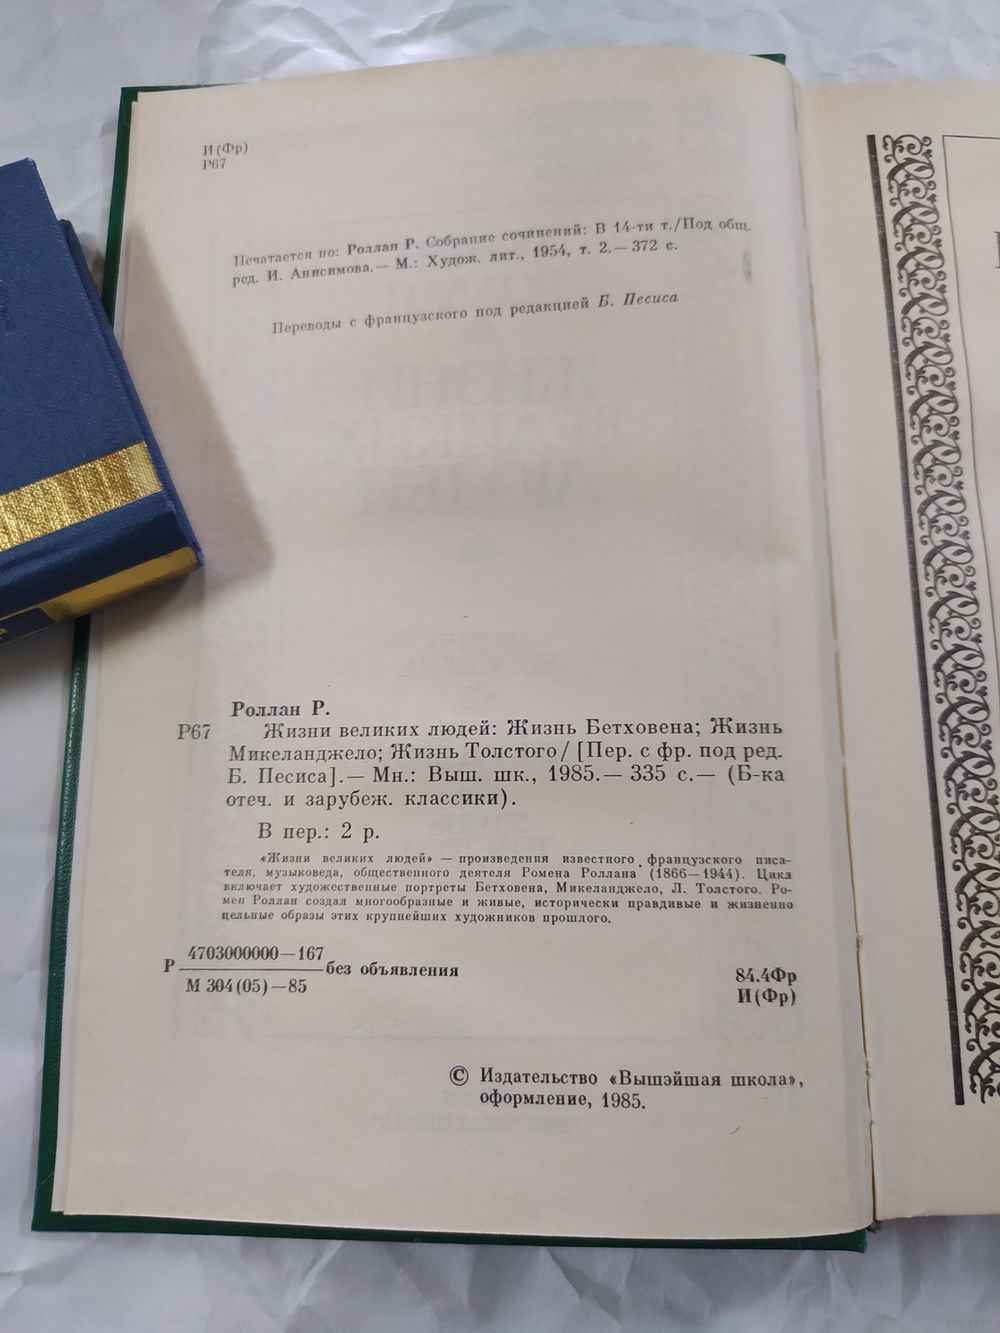 И(Фр)
Р67
Печатается по: Роллан Р. Собрание сочинений: В 14-ти т./Под общ.
ред. И. Анисимова.— М.: Худож. лит., 1954, т. 2.— 372 с.
Переводы с французского под редакцией Б. Песиса
Роллан Р.
Р67 Жизни великих людей: Жизнь Бетховена; Жизнь
Микеланджело; Жизнь Толстого / [Пер. с фр. под ред.
Б. Песиса].— Мн.: Выш. шк., 1985.— 335 с.— (Б-ка
отеч. и зарубеж. классики).
В пер.: 2 р.
«Жизни великих людей» — произведения известного французского писа-
теля, музыковеда, общественного деятеля Ромена Роллана (1866—1944). Цикл
включает художественные портреты Бетховена, Микеланджело, Л. Толстого. Ро-
мен Роллан создал многообразные и живые, исторически правдивые и жизненно
цельные образы этих крупнейших художников прошлого.
4703000000—167
Р без объявления
М 304(05)—85
84.4Фр
И(Фр)
© Издательство «Вышэйшая школа»,
оформление, 1985.